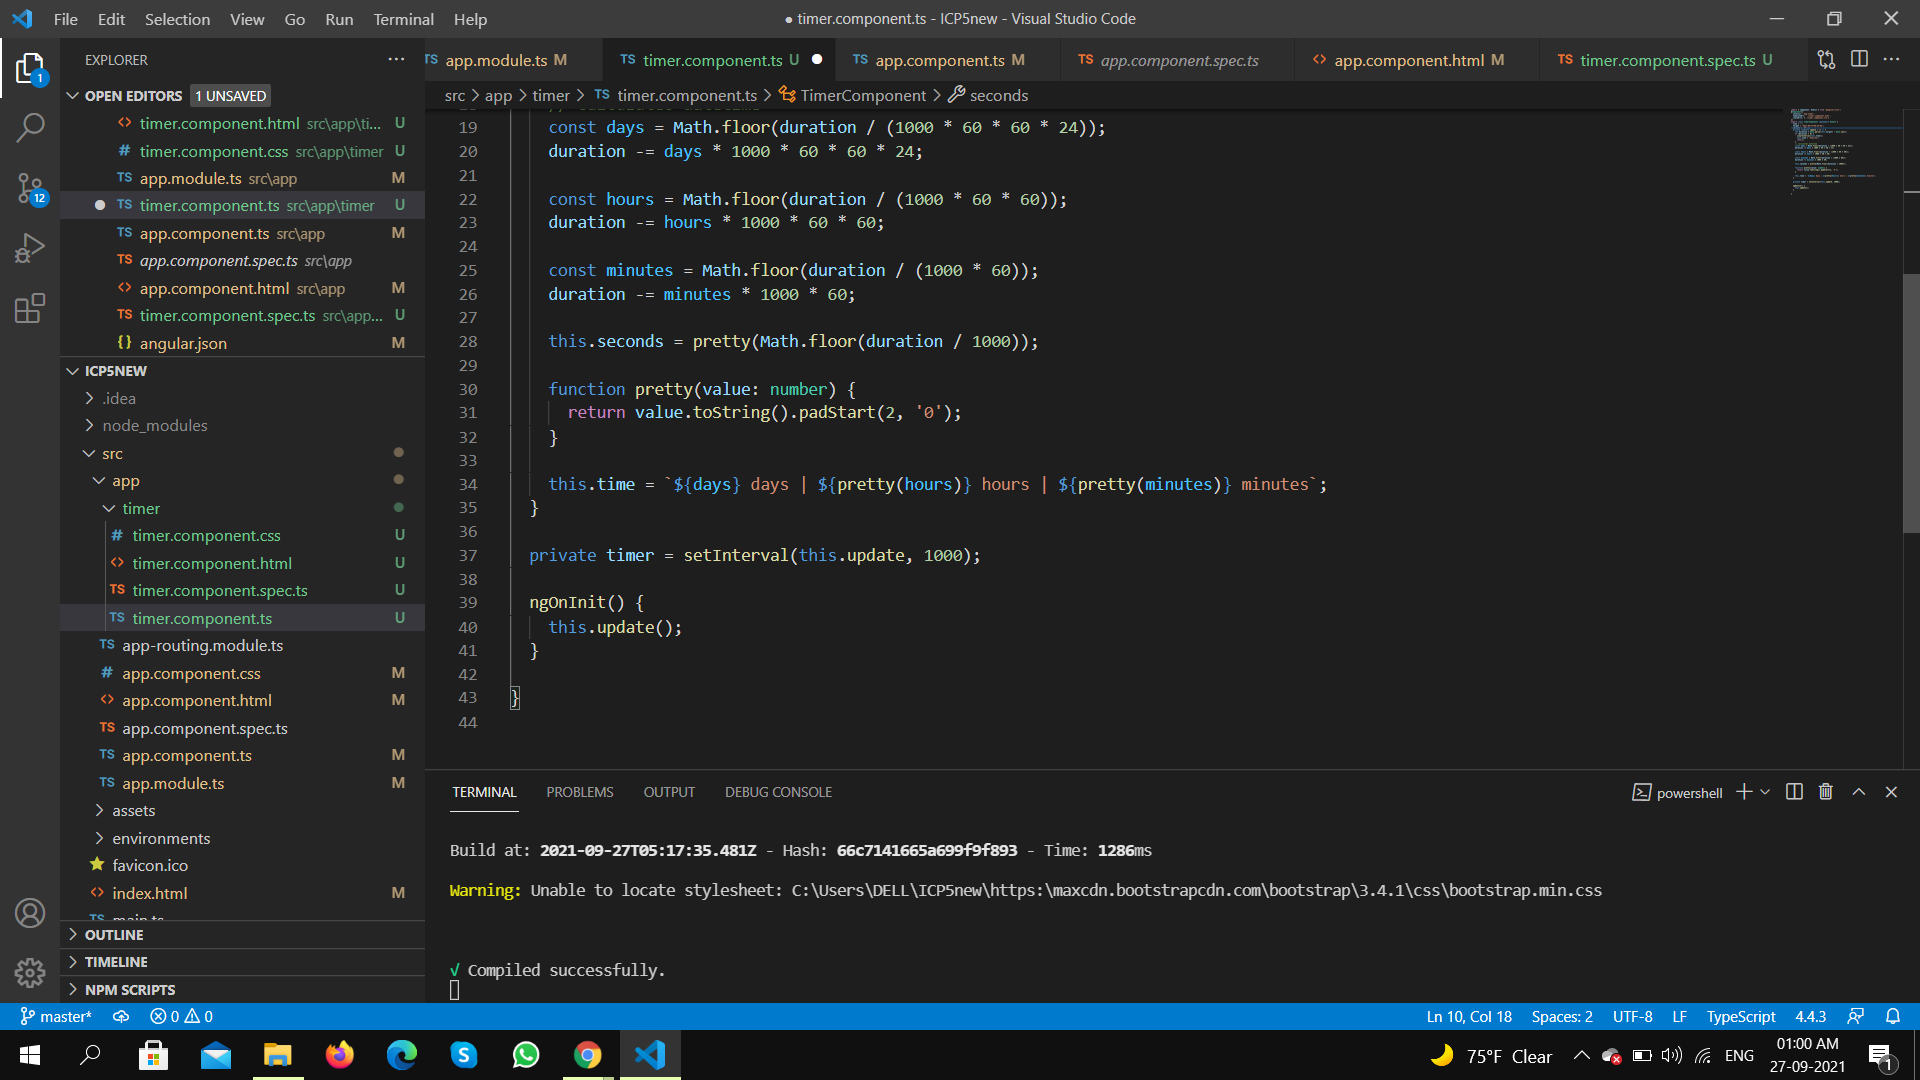 File Edit Selection View Go Run Terminal Help
● timer.component.ts - ICP5new - Visual Studio Code
EXPLORER
OPEN EDITORS 1 UNSAVED
timer.component.html src\app\ti... U
timer.component.css src\app\timer U
TS app.module.ts src\app M
TS timer.component.ts src\app\timer U
TS app.component.ts src\app M
TS app.component.spec.ts src\app
app.component.html src\app M
TS timer.component.spec.ts src\app... U
angular.json M
ICP5NEW
.idea
node_modules
src
app
timer
timer.component.css U
timer.component.html U
TS timer.component.spec.ts U
TS timer.component.ts U
TS app-routing.module.ts
app.component.css M
app.component.html M
TS app.component.spec.ts
TS app.component.ts M
TS app.module.ts M
assets
environments
favicon.ico
index.html M
TS main.ts
OUTLINE
TIMELINE
NPM SCRIPTS
1
12
TS app.module.ts M
TS timer.component.ts U
TS app.component.ts M
TS app.component.spec.ts
<> app.component.html M
TS timer.component.spec.ts U
src > app > timer > TS timer.component.ts > TimerComponent > seconds
19 const days = Math.floor(duration / (1000 * 60 * 60 * 24));
20 duration -= days * 1000 * 60 * 60 * 24;
21
22 const hours = Math.floor(duration / (1000 * 60 * 60));
23 duration -= hours * 1000 * 60 * 60;
24
25 const minutes = Math.floor(duration / (1000 * 60));
26 duration -= minutes * 1000 * 60;
27
28 this.seconds = pretty(Math.floor(duration / 1000));
29
30 function pretty(value: number) {
31 return value.toString().padStart(2, '0');
32 }
33
34 this.time = `${days} days | ${pretty(hours)} hours | ${pretty(minutes)} minutes`;
35 }
36
37 private timer = setInterval(this.update, 1000);
38
39 ngOnInit() {
40 this.update();
41 }
42
43 }
44
TERMINAL PROBLEMS OUTPUT DEBUG CONSOLE
powershell
Build at: 2021-09-27T05:17:35.481Z - Hash: 66c7141665a699f9f893 - Time: 1286ms
Warning: Unable to locate stylesheet: C:\Users\DELL\ICP5new\https:\maxcdn.bootstrapcdn.com\bootstrap\3.4.1\css\bootstrap.min.css
√ Compiled successfully.
master* 0 0
Ln 10, Col 18 Spaces: 2 UTF-8 LF TypeScript 4.4.3
75°F Clear
ENG
01:00 AM
27-09-2021
1